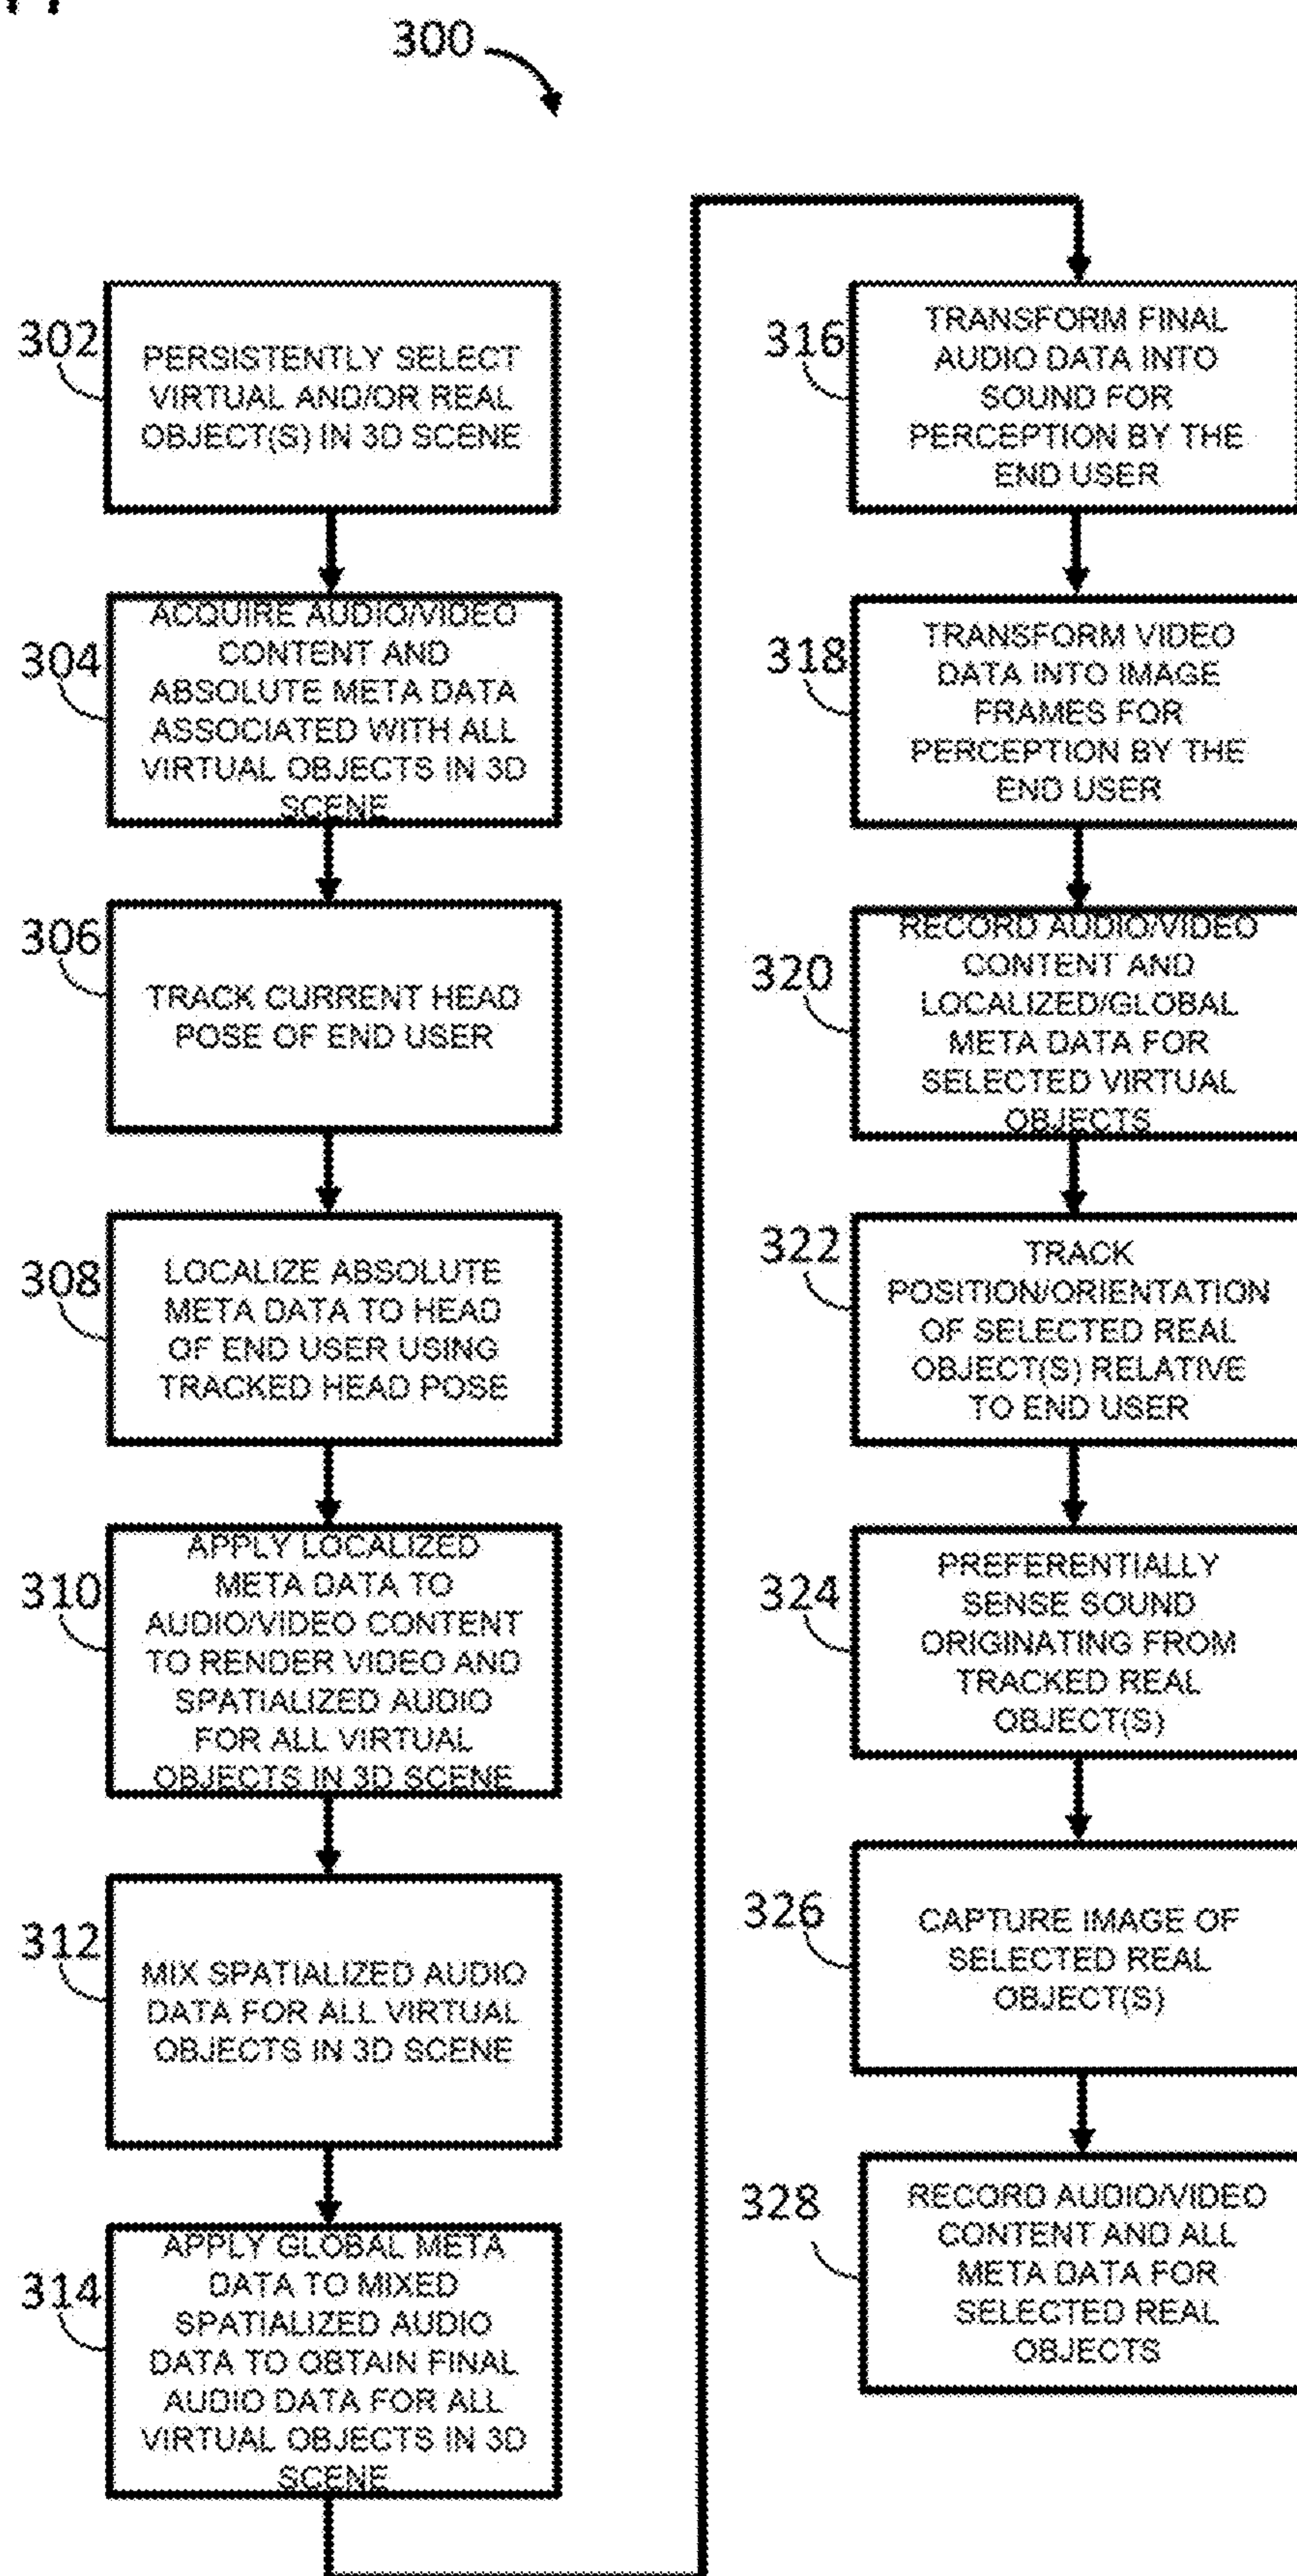 300
302
PERSISTENTLY SELECT
VIRTUAL AND/OR REAL
OBJECT(S) IN 3D SCENE
304
ACQUIRE AUDIO/VIDEO
CONTENT AND
ABSOLUTE META DATA
ASSOCIATED WITH ALL
VIRTUAL OBJECTS IN 3D
SCENE
306
TRACK CURRENT HEAD
POSE OF END USER
308
LOCALIZE ABSOLUTE
META DATA TO HEAD
OF END USER USING
TRACKED HEAD POSE
310
APPLY LOCALIZED
META DATA TO
AUDIO/VIDEO CONTENT
TO RENDER VIDEO AND
SPATIALIZED AUDIO
FOR ALL VIRTUAL
OBJECTS IN 3D SCENE
312
MIX SPATIALIZED AUDIO
DATA FOR ALL VIRTUAL
OBJECTS IN 3D SCENE
314
APPLY GLOBAL META
DATA TO MIXED
SPATIALIZED AUDIO
DATA TO OBTAIN FINAL
AUDIO DATA FOR ALL
VIRTUAL OBJECTS IN 3D
SCENE
316
TRANSFORM FINAL
AUDIO DATA INTO
SOUND FOR
PERCEPTION BY THE
END USER
318
TRANSFORM VIDEO
DATA INTO IMAGE
FRAMES FOR
PERCEPTION BY THE
END USER
320
RECORD AUDIO/VIDEO
CONTENT AND
LOCALIZED/GLOBAL
META DATA FOR
SELECTED VIRTUAL
OBJECTS
322
TRACK
POSITION/ORIENTATION
OF SELECTED REAL
OBJECT(S) RELATIVE
TO END USER
324
PREFERENTIALLY
SENSE SOUND
ORIGINATING FROM
TRACKED REAL
OBJECT(S)
326
CAPTURE IMAGE OF
SELECTED REAL
OBJECT(S)
328
RECORD AUDIO/VIDEO
CONTENT AND ALL
META DATA FOR
SELECTED REAL
OBJECTS